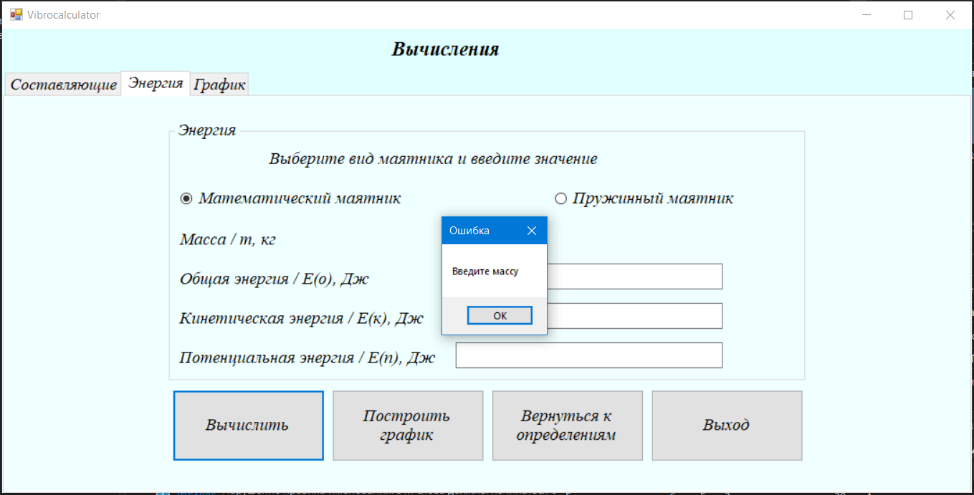 Vibrocalculator
Вычисления
Составляющие Энергия График
Энергия
Выберите вид маятника и введите значение
Математический маятник Пружинный маятник
Ошибка
Масса / m, кг
Введите массу
Общая энергия / E(о), Дж
OK
Кинетическая энергия / E(к), Дж
Потенциальная энергия / E(п), Дж
Вычислить
Построить
график
Вернуться к
определениям
Выход